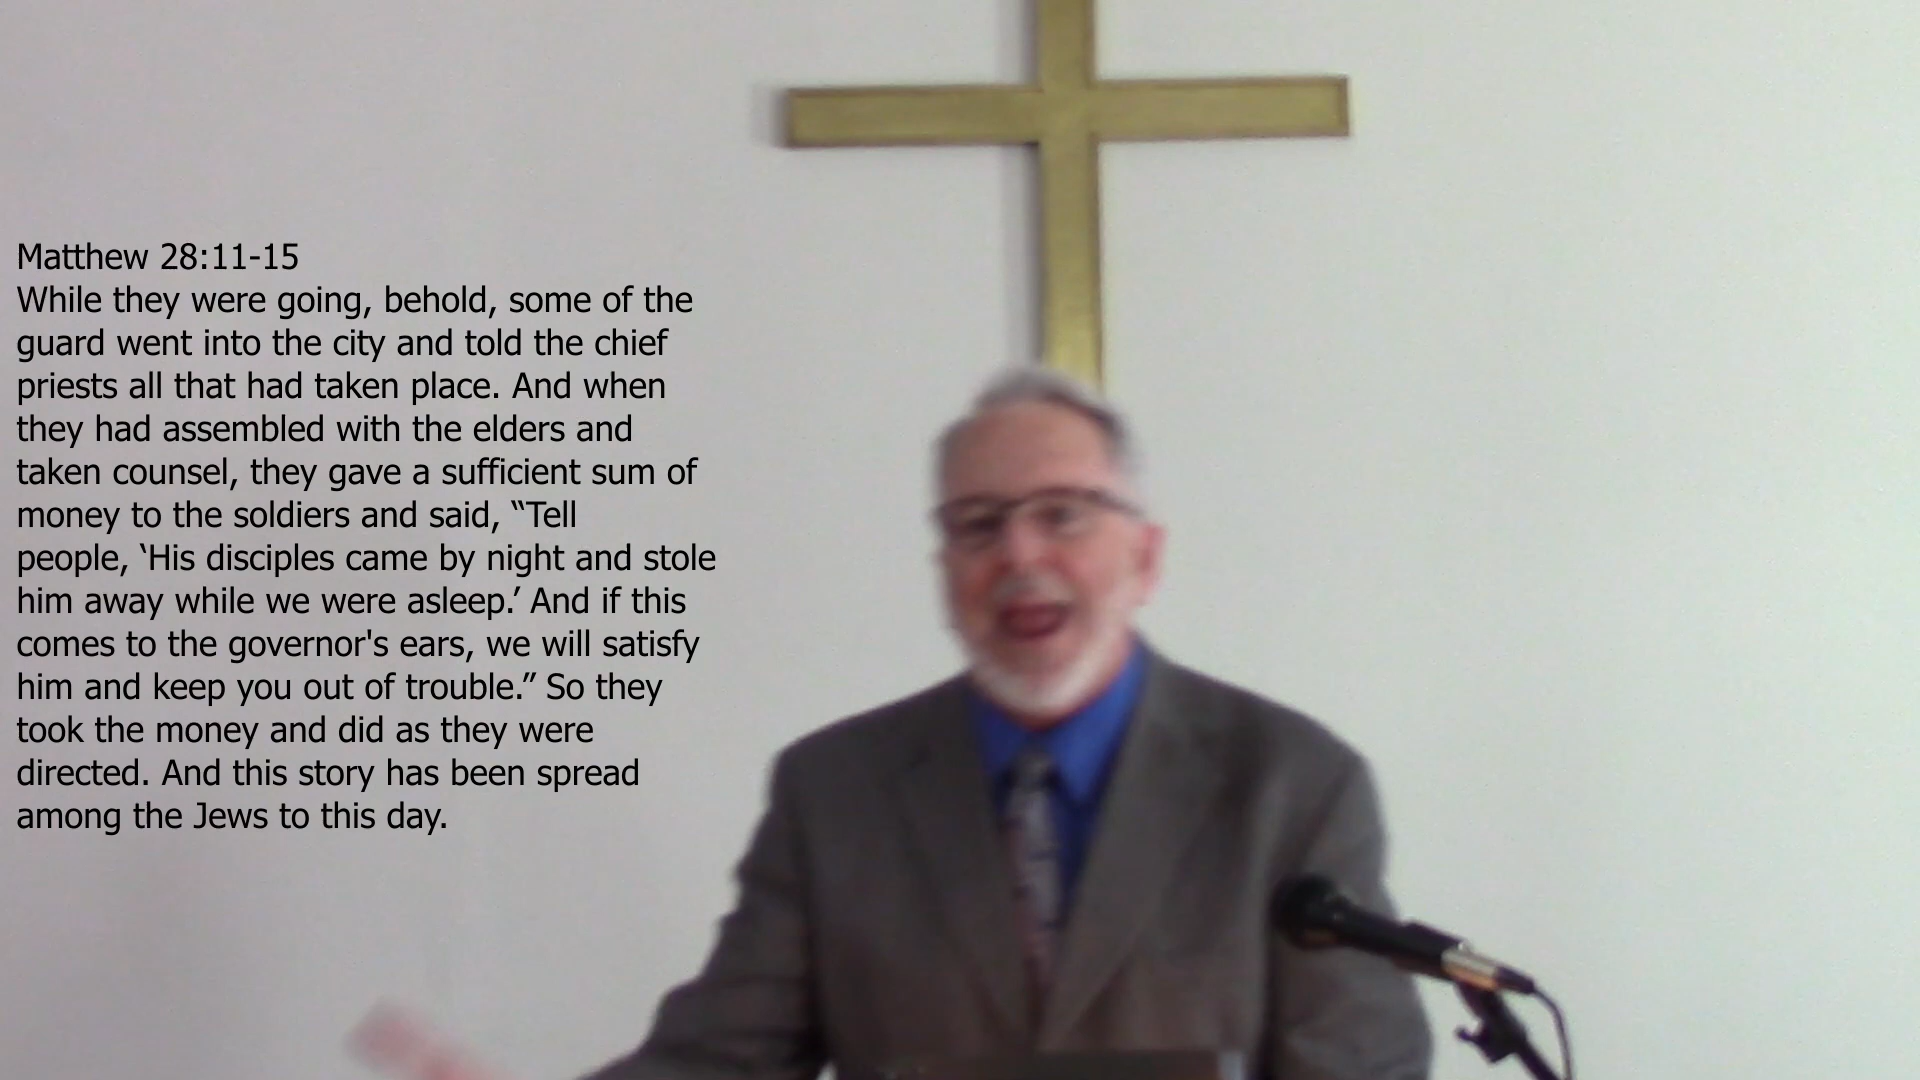 Matthew 28:11-15
While they were going, behold, some of the
guard went into the city and told the chief
priests all that had taken place. And when
they had assembled with the elders and
taken counsel, they gave a sufficient sum of
money to the soldiers and said, “Tell
people, ‘His disciples came by night and stole
him away while we were asleep.’ And if this
comes to the governor's ears, we will satisfy
him and keep you out of trouble.” So they
took the money and did as they were
directed. And this story has been spread
among the Jews to this day.